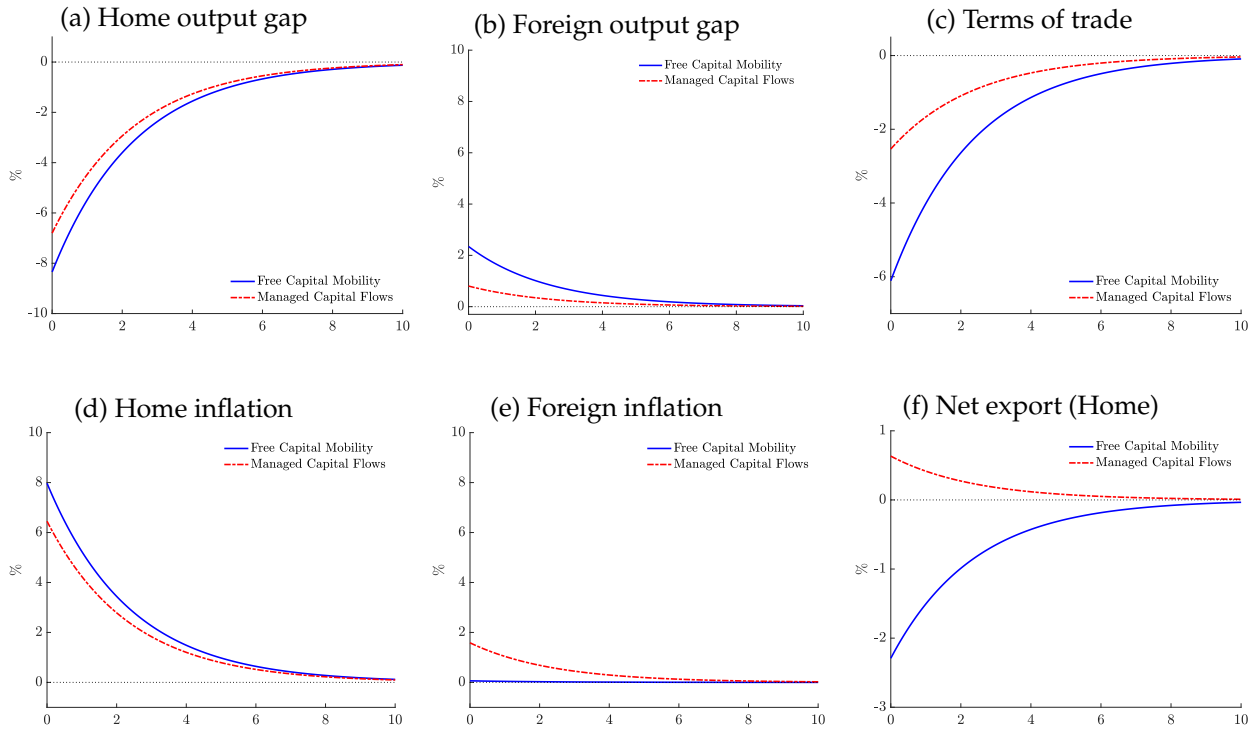 (a) Home output gap
0
-2
-4
-6
-8
-10
%
Free Capital Mobility
Managed Capital Flows
0 2 4 6 8 10
(b) Foreign output gap
10
8
6
4
2
0
%
Free Capital Mobility
Managed Capital Flows
0 2 4 6 8 10
(c) Terms of trade
0
-2
-4
-6
%
Free Capital Mobility
Managed Capital Flows
0 2 4 6 8 10
(d) Home inflation
10
8
6
4
2
0
%
Free Capital Mobility
Managed Capital Flows
0 2 4 6 8 10
(e) Foreign inflation
10
8
6
4
2
0
%
Free Capital Mobility
Managed Capital Flows
0 2 4 6 8 10
(f) Net export (Home)
1
0
-1
-2
-3
%
Free Capital Mobility
Managed Capital Flows
0 2 4 6 8 10